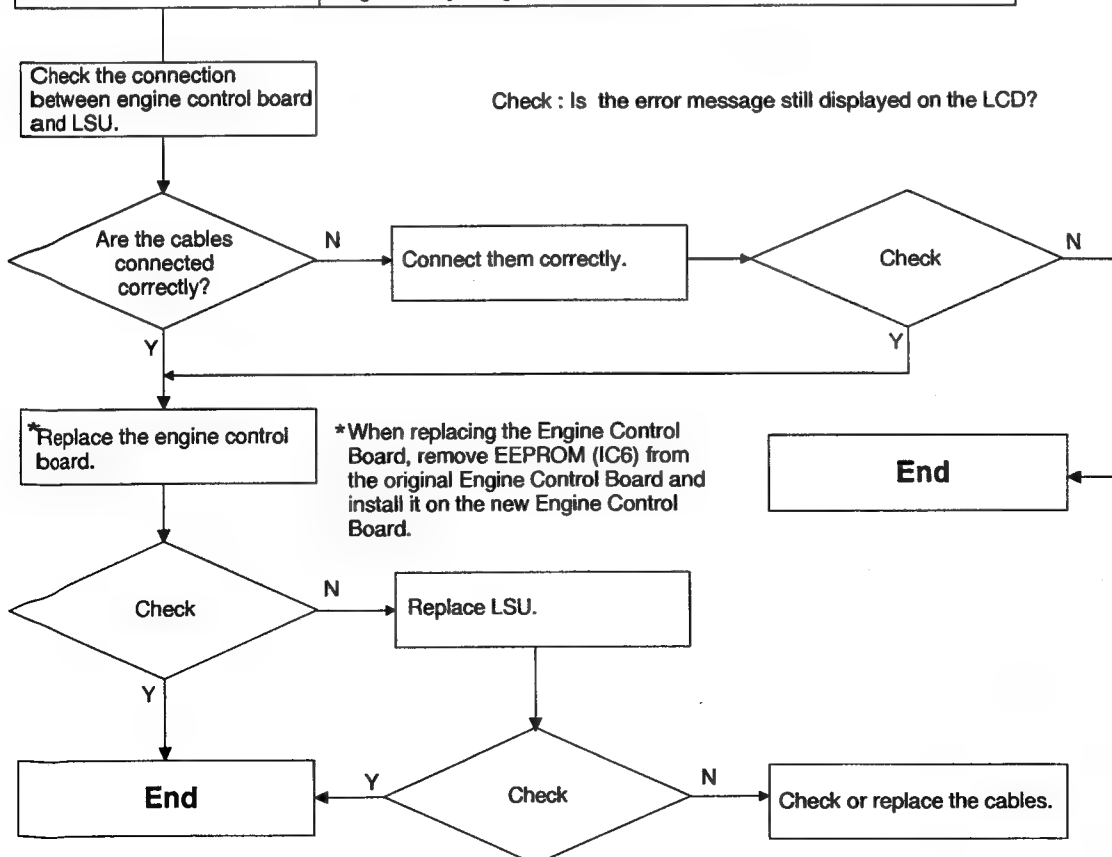 Check the connection
between engine control board
and LSU.
Check : Is the error message still displayed on the LCD?
Are the cables
connected
correctly?
N
Connect them correctly.
Check
N
Y
Y
*Replace the engine control
board.
*When replacing the Engine Control
Board, remove EEPROM (IC6) from
the original Engine Control Board and
install it on the new Engine Control
Board.
End
Check
N
Replace LSU.
Y
End
Y
Check
N
Check or replace the cables.